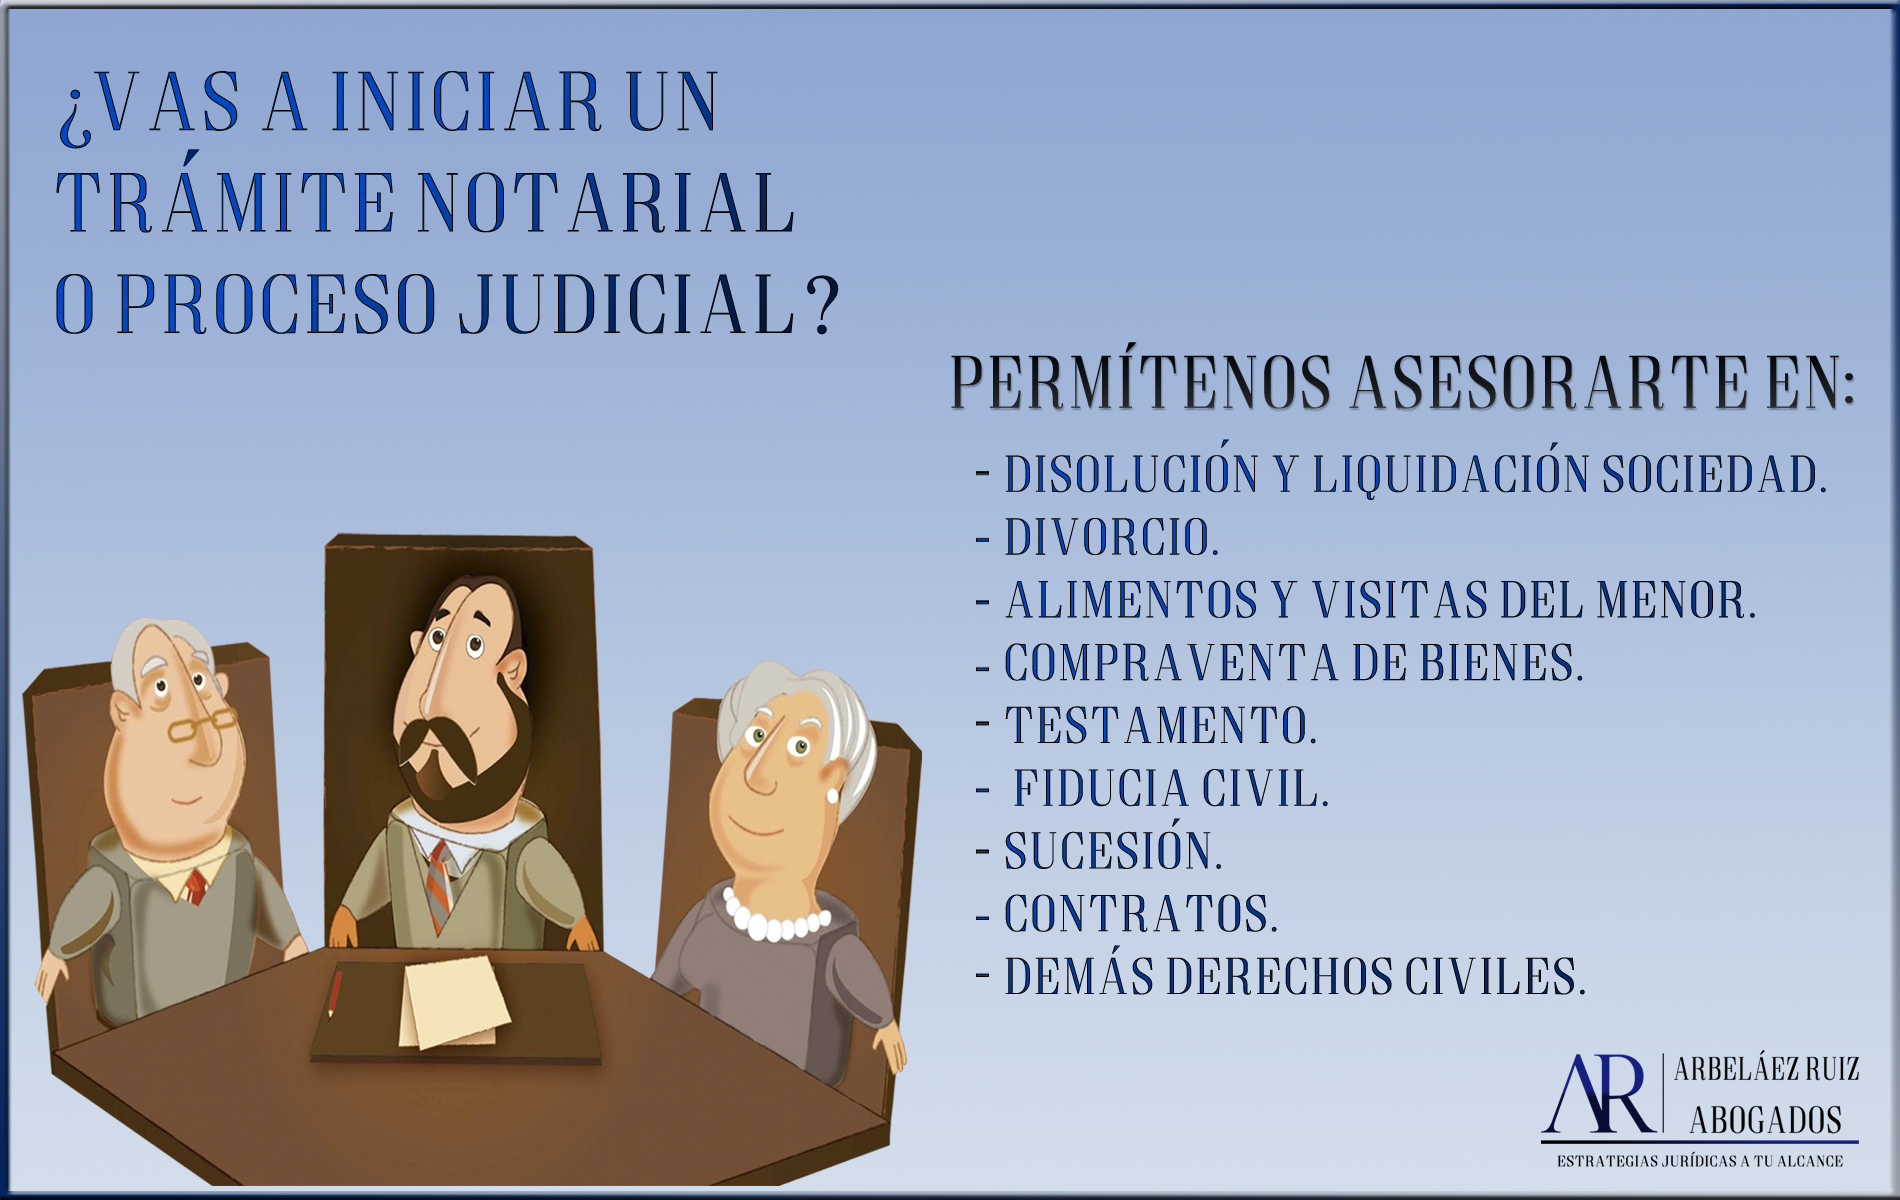 ¿VAS A INICIAR UN
TRÁMITE NOTARIAL
O PROCESO JUDICIAL?
PERMÍTENOS ASESORARTE EN:
- DISOLUCIÓN Y LIQUIDACIÓN SOCIEDAD.
- DIVORCIO.
- ALIMENTOS Y VISITAS DEL MENOR.
- COMPRAVENTA DE BIENES.
- TESTAMENTO.
- FIDUCIA CIVIL.
- SUCESIÓN.
- CONTRATOS.
- DEMÁS DERECHOS CIVILES.
AR
ARBELÁEZ RUIZ
ABOGADOS
ESTRATEGIAS JURÍDICAS A TU ALCANCE